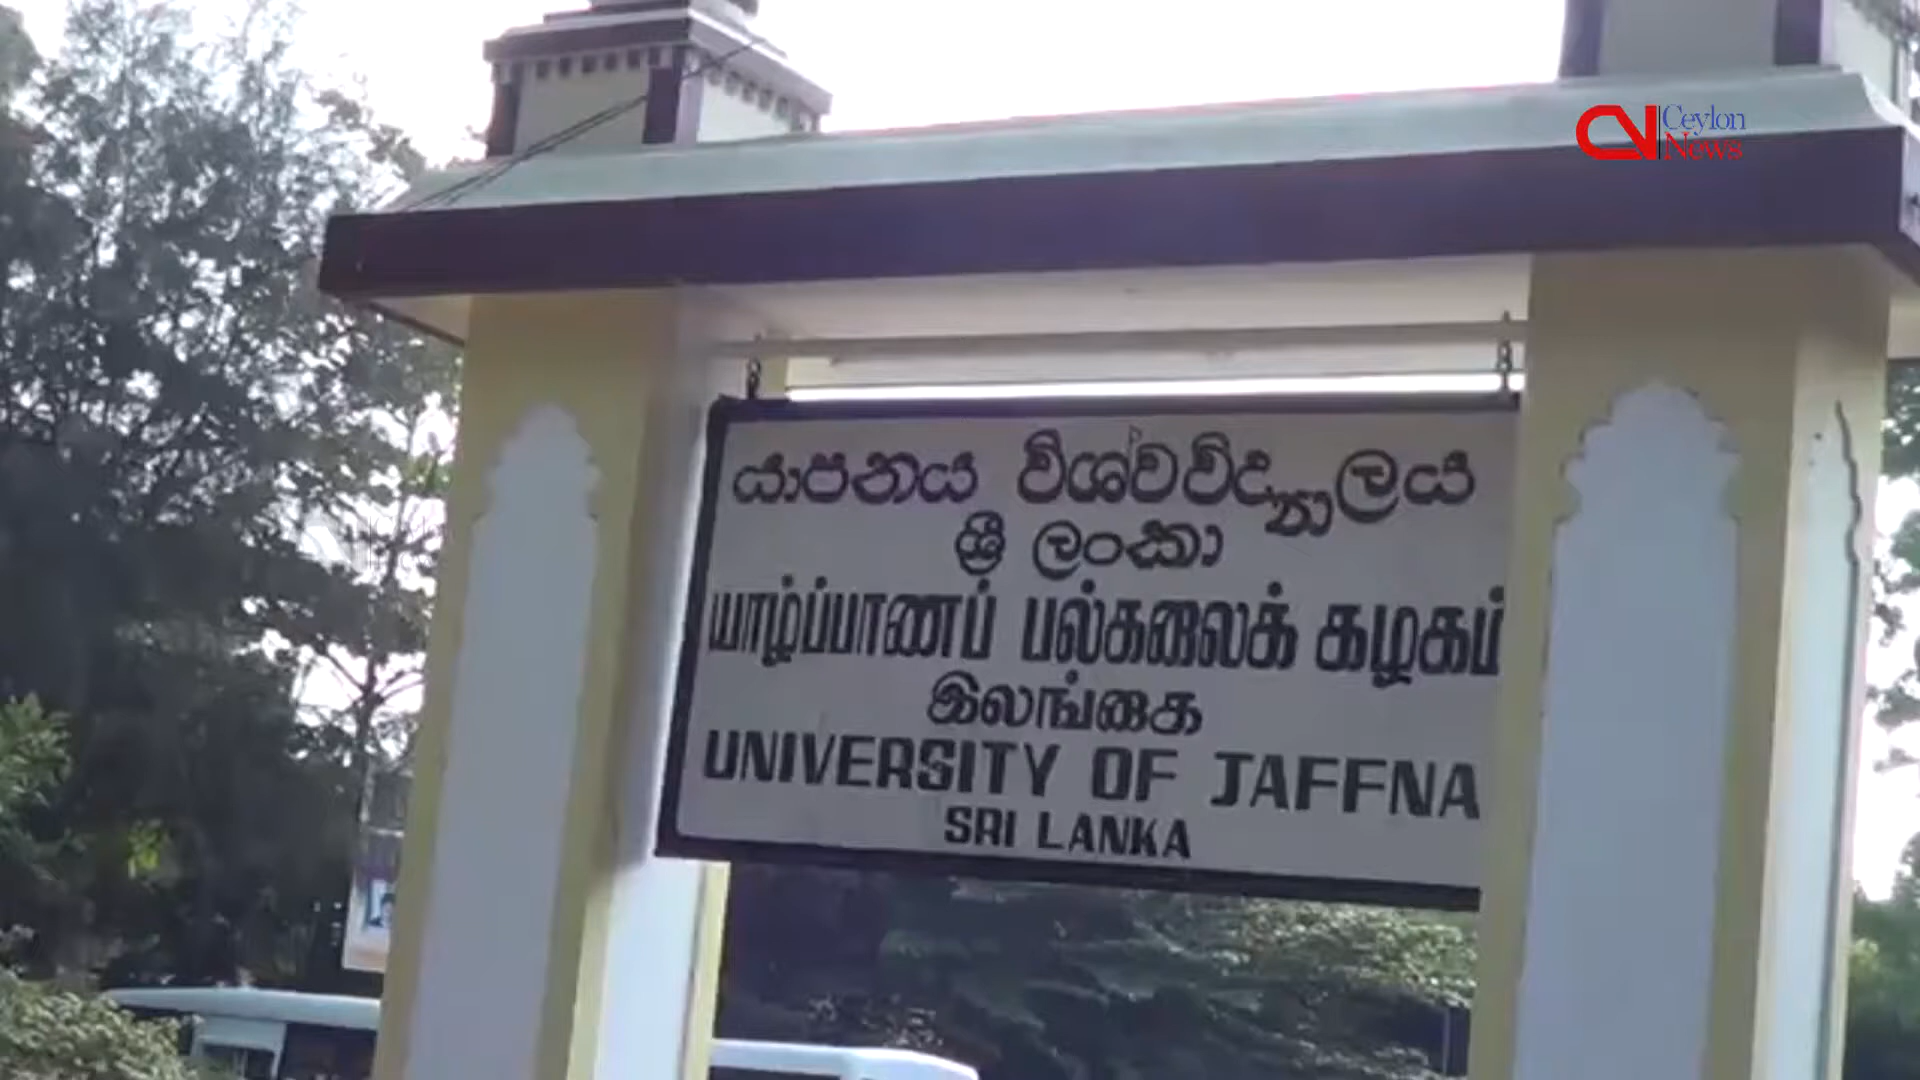 Ceylon
News
යාපනය විශ්වවිද්‍යාලය
ශ්‍රී ලංකා
யாழ்ப்பாணப் பல்கலைக் கழகம்
இலங்கை
UNIVERSITY OF JAFFNA
SRI LANKA